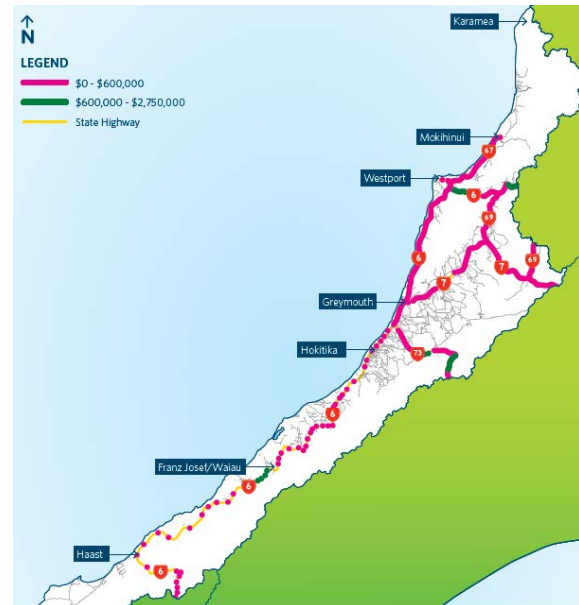 N
LEGEND
$0 - $600,000
$600,000 - $2,750,000
State Highway
Karamea
Mokihinui
67
Westport
6
69
6
7
69
7
Greymouth
Hokitika
73
6
Franz Josef/Waiau
6
Haast
6